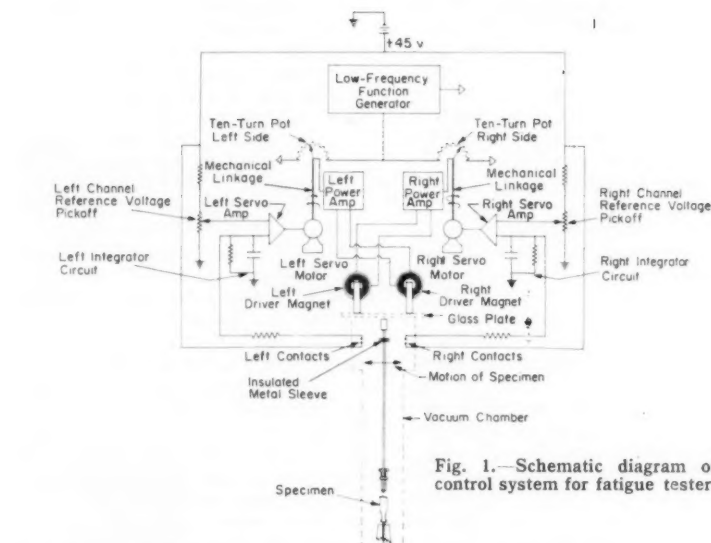 +45 v
Low-Frequency
Function
Generator
Ten-Turn Pot
Left Side
Ten-Turn Pot
Right Side
Mechanical
Linkage
Left
Power
Amp
Right
Power
Amp
Mechanical
Linkage
Left Channel
Reference Voltage
Pickoff
Left Servo
Amp
Right Servo
Amp
Right Channel
Reference Voltage
Pickoff
Left Integrator
Circuit
Left Servo
Motor
Right Servo
Motor
Right Integrator
Circuit
Left
Driver Magnet
Right
Driver Magnet
Glass Plate
Left Contacts
Right Contacts
Insulated
Metal Sleeve
Motion of Specimen
Vacuum Chamber
Specimen
Fig. 1.—Schematic diagram o
control system for fatigue tester